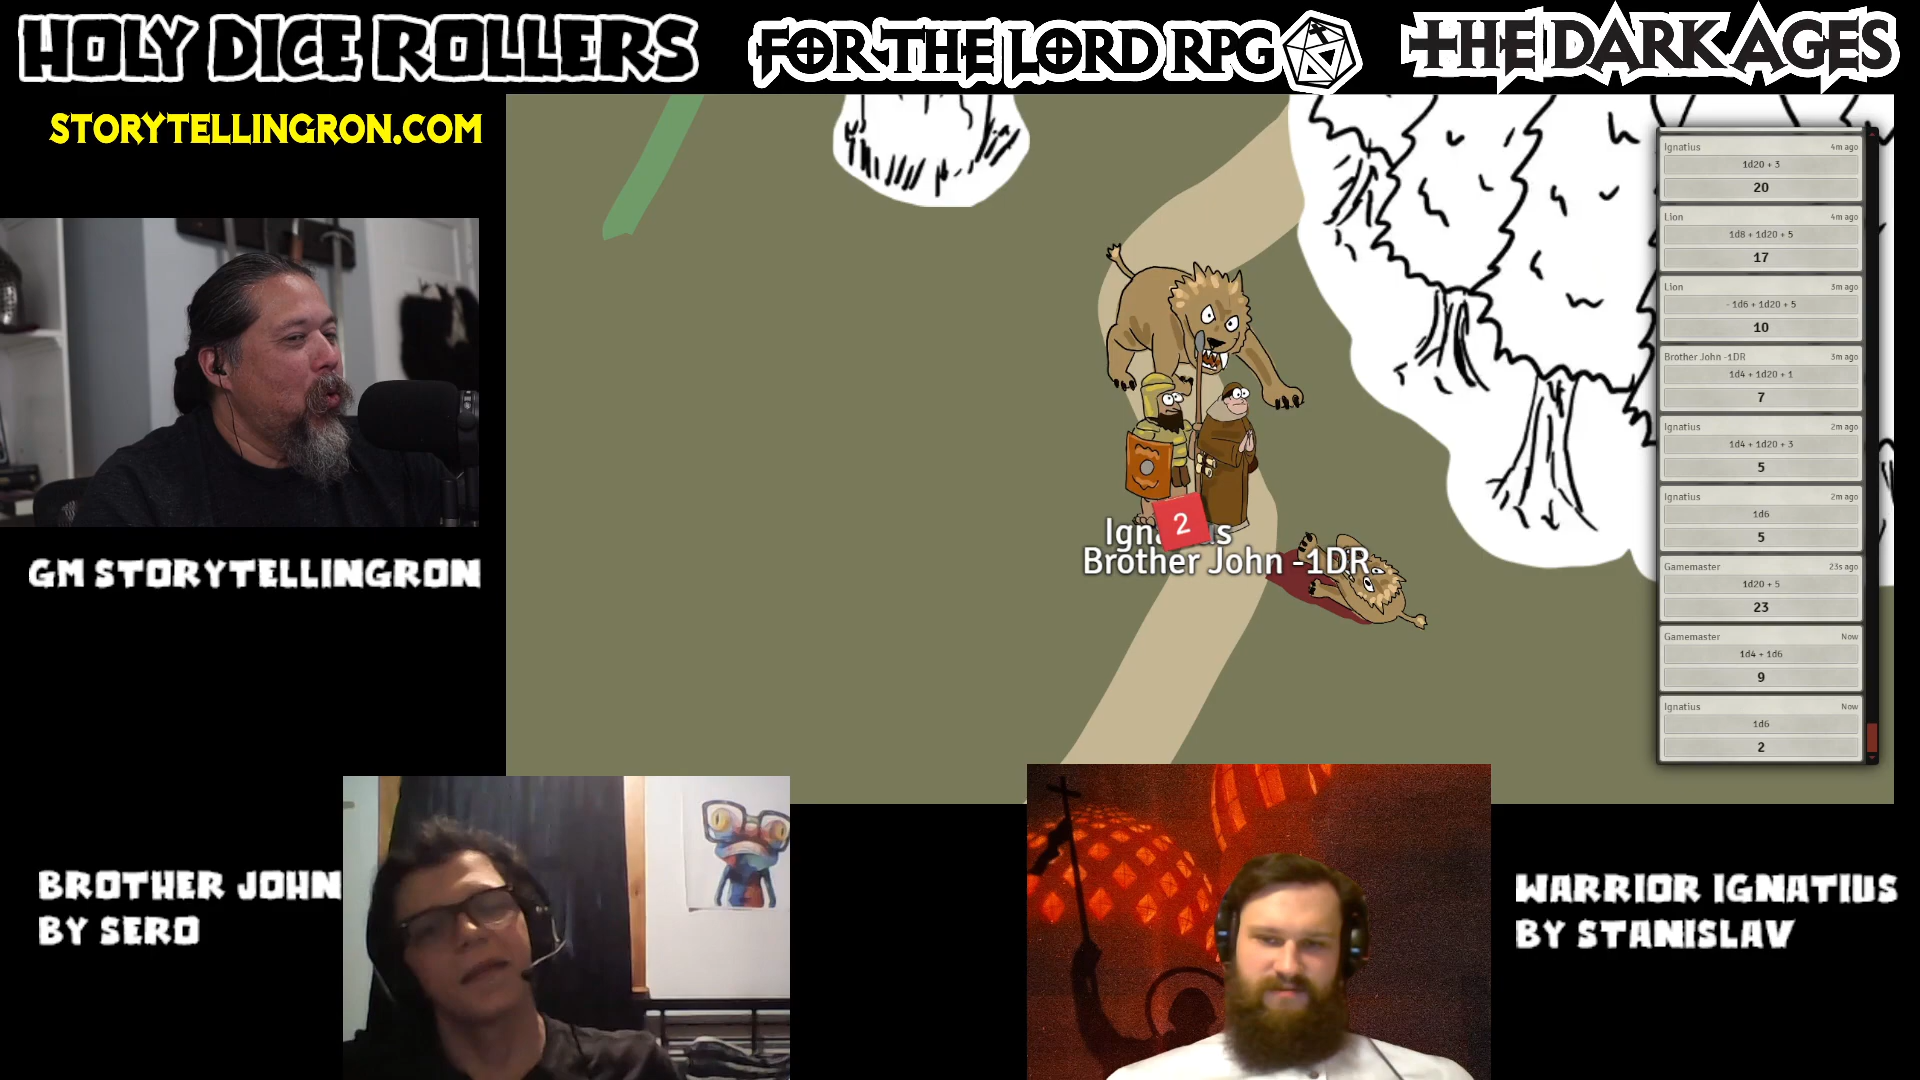 HOLY DICE ROLLERS
FOR THE LORD RPG
THE DARK AGES
STORYTELLINGRON.COM
GM STORYTELLINGRON
BROTHER JOHN
BY SERO
WARRIOR IGNATIUS
BY STANISLAV
2
Brother John -1DR
Ignatius 4m ago
1d20 + 3
20
Lion 4m ago
1d8 + 1d20 + 5
17
Lion 3m ago
- 1d6 + 1d20 + 5
10
Brother John -1DR 3m ago
1d4 + 1d20 + 1
7
Ignatius 2m ago
1d4 + 1d20 + 3
5
Ignatius 2m ago
1d6
5
Gamemaster 23s ago
1d20 + 5
23
Gamemaster Now
1d4 + 1d6
9
Ignatius Now
1d6
2